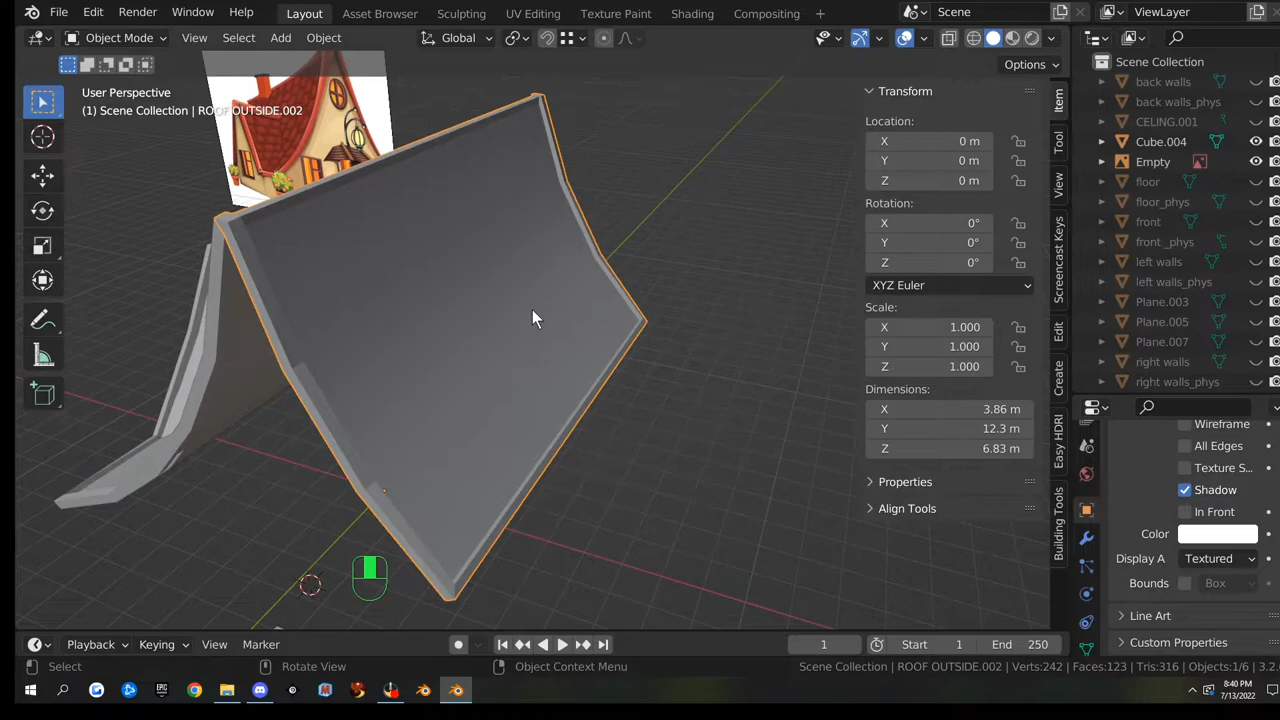 File Edit Render Window Help Layout Asset Browser Sculpting UV Editing Texture Paint Shading Compositing + Scene ViewLayer
Object Mode View Select Add Object Global
Options
User Perspective
(1) Scene Collection | ROOF OUTSIDE.002
Transform
Location:
X 0 m
Y 0 m
Z 0 m
Rotation:
X 0°
Y 0°
Z 0°
XYZ Euler
Scale:
X 1.000
Y 1.000
Z 1.000
Dimensions:
X 3.86 m
Y 12.3 m
Z 6.83 m
Properties
Align Tools
Item
Tool
View
Screencast Keys
Edit
Create
Easy HDRI
Building Tools
Scene Collection
back walls
back walls_phys
CELING.001
Cube.004
Empty
floor
floor_phys
front
front _phys
left walls
left walls_phys
Plane.003
Plane.005
Plane.007
right walls
right walls_phys
Wireframe
All Edges
Texture S...
Shadow
In Front
Color
Display A Textured
Bounds Box
Line Art
Custom Properties
Playback Keying View Marker 1 Start 1 End 250
Select Rotate View Object Context Menu Scene Collection | ROOF OUTSIDE.002 | Verts:242 | Faces:123 | Tris:316 | Objects:1/6 | 3.2.
8:40 PM
7/13/2022